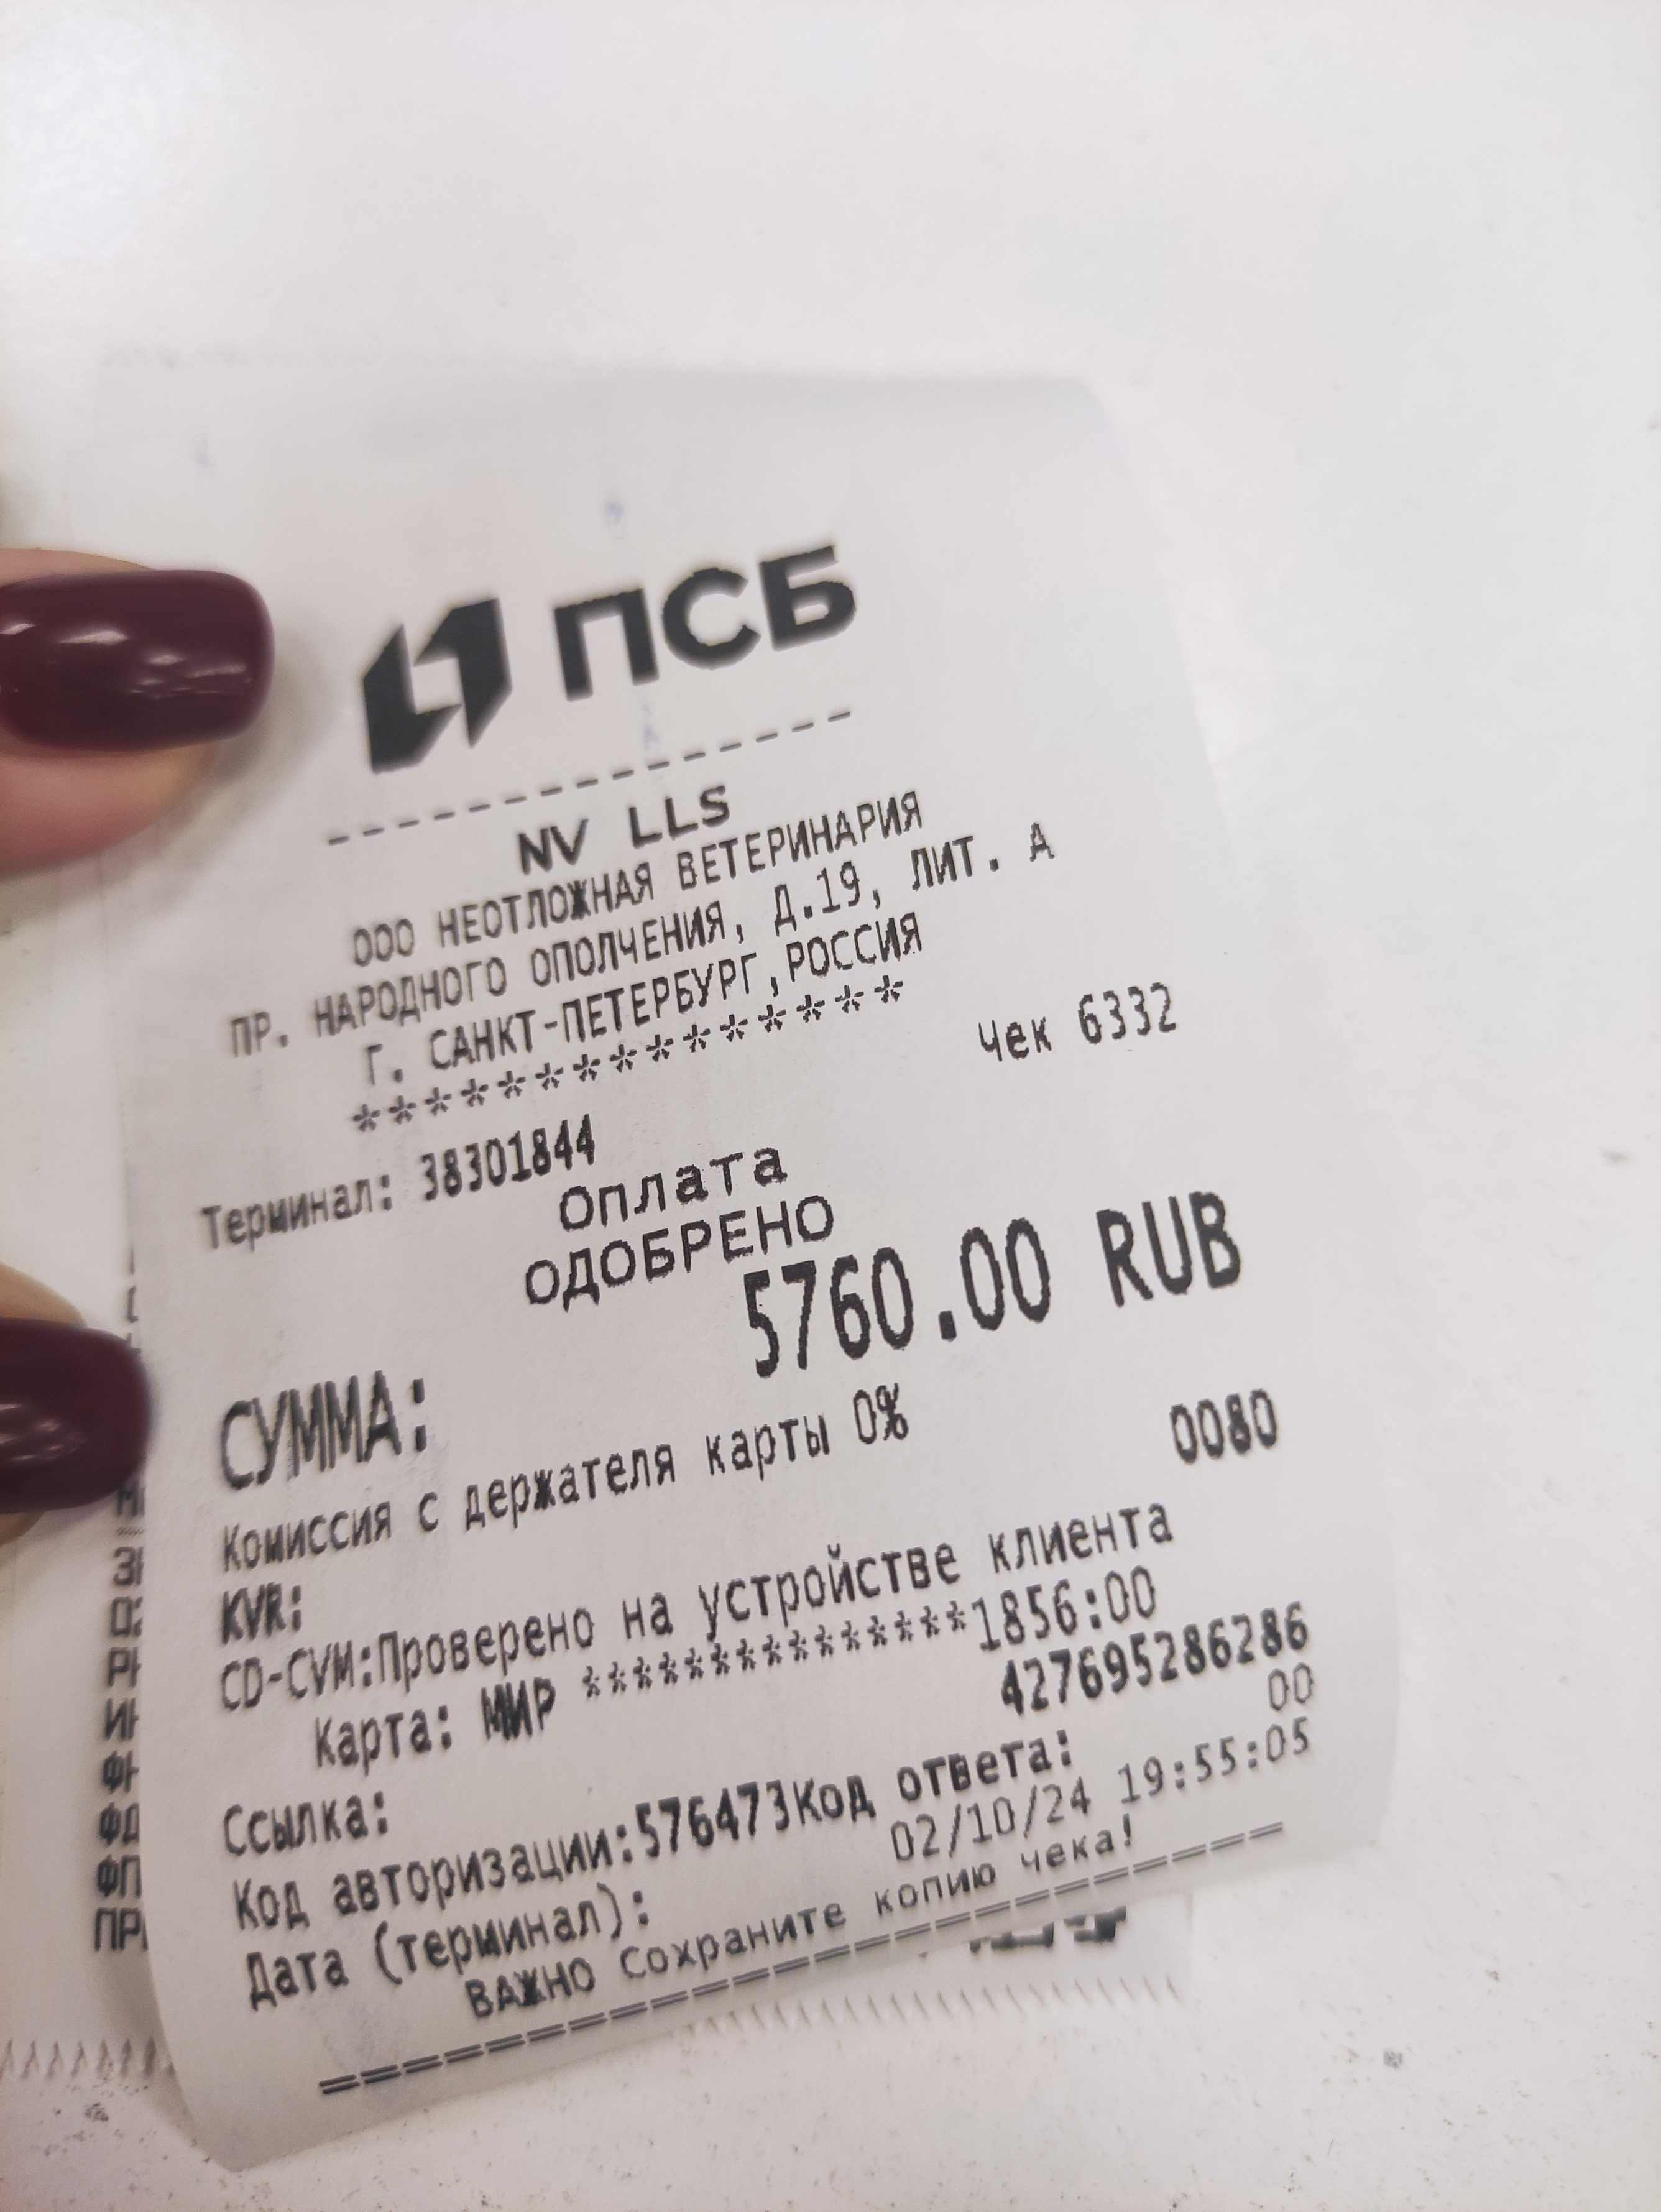 ПСБ
--------------
NV LLS
ООО НЕОТЛОЖНАЯ ВЕТЕРИНАРИЯ
ПР. НАРОДНОГО ОПОЛЧЕНИЯ, Д.19, ЛИТ. А
Г. САНКТ-ПЕТЕРБУРГ,РОССИЯ
***************
Чек 6332
Терминал: 38301844
Оплата
ОДОБРЕНО
СУММА: 5760.00 RUB
Комиссия с держателя карты 0%
KVR: 0080
CD-CVM:Проверено на устройстве клиента
Карта: МИР ***************1856:00
Ссылка: 427695286286
Код авторизации:576473Код ответа: 00
Дата (терминал): 02/10/24 19:55:05
ВАЖНО Сохраните копию чека!
=======================